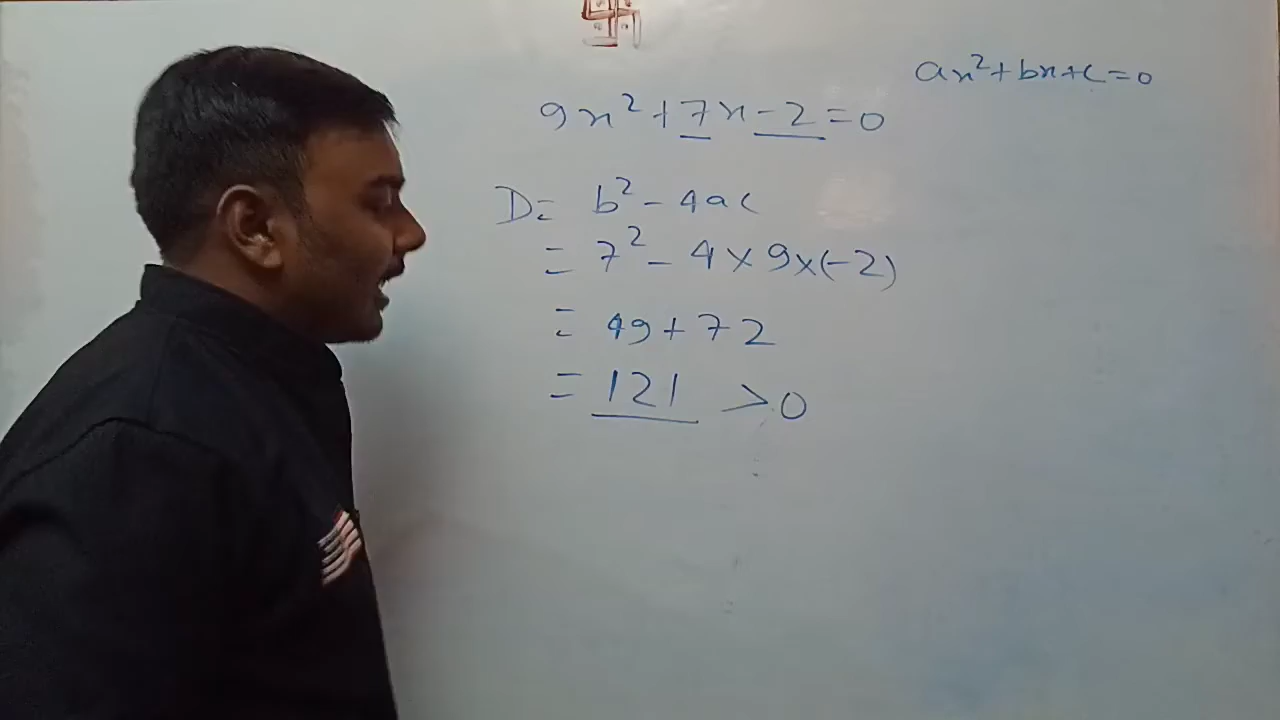 ax²+bx+c=0
9x²+7x-2=0
D= b²-4ac
= 7²-4×9×(-2)
= 49+72
= 121 >0